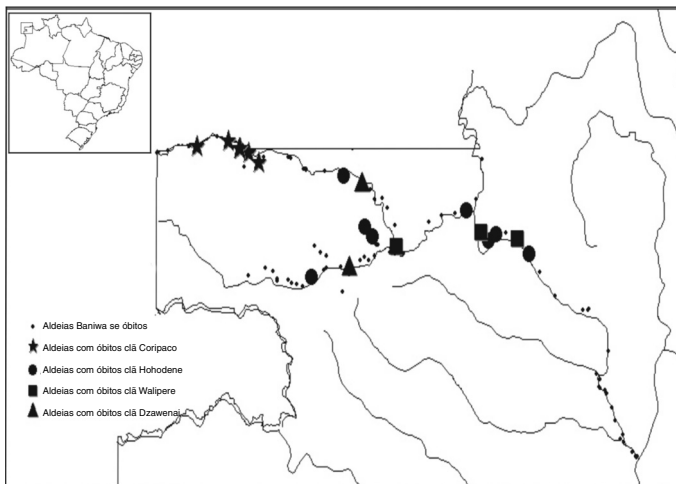 Aldeias Baniwa se óbitos
Aldeias com óbitos clã Coripaco
Aldeias com óbitos clã Hohodene
Aldeias com óbitos clã Walipere
Aldeias com óbitos clã Dzawenai